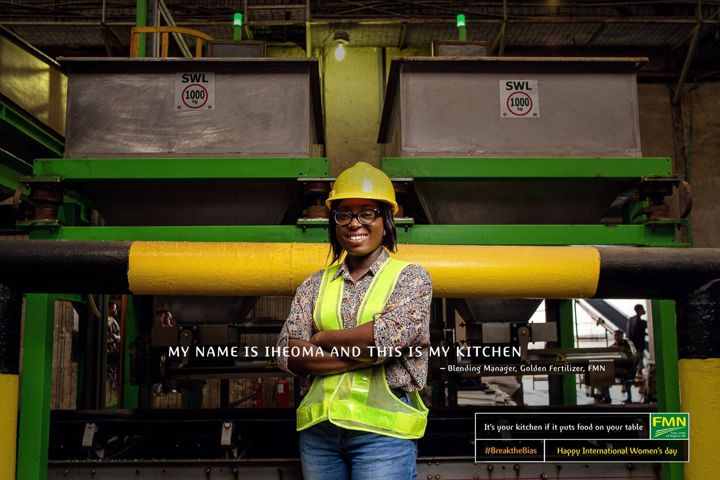 SWL
1000
kg
SWL
1000
kg
MY NAME IS IHEOMA AND THIS IS MY KITCHEN
– Blending Manager, Golden Fertilizer, FMN
It's your kitchen if it puts food on your table
FMN
#BreaktheBias
Happy International Women's day